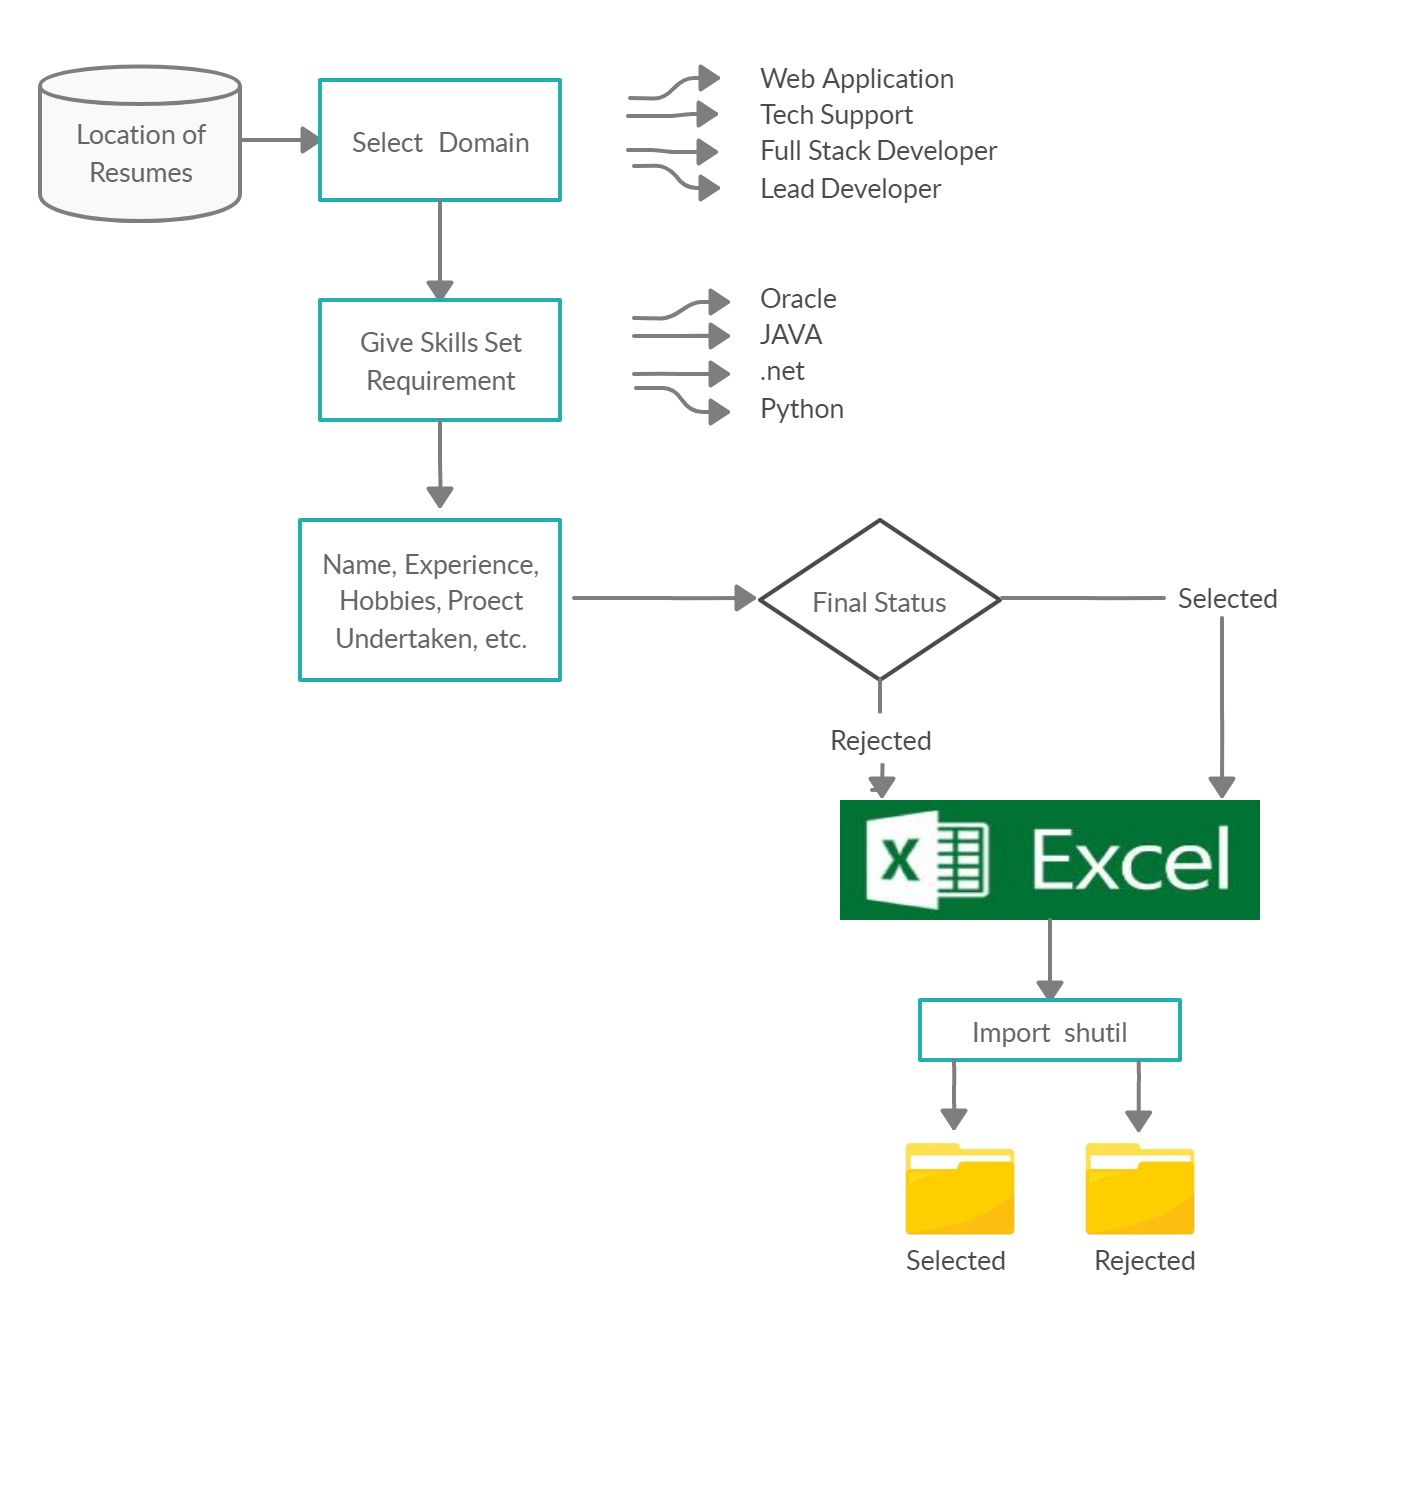 Location of
Resumes
Select Domain
Web Application
Tech Support
Full Stack Developer
Lead Developer
Give Skills Set
Requirement
Oracle
JAVA
.net
Python
Name, Experience,
Hobbies, Proect
Undertaken, etc.
Final Status
Selected
Rejected
X Excel
Import shutil
Selected
Rejected